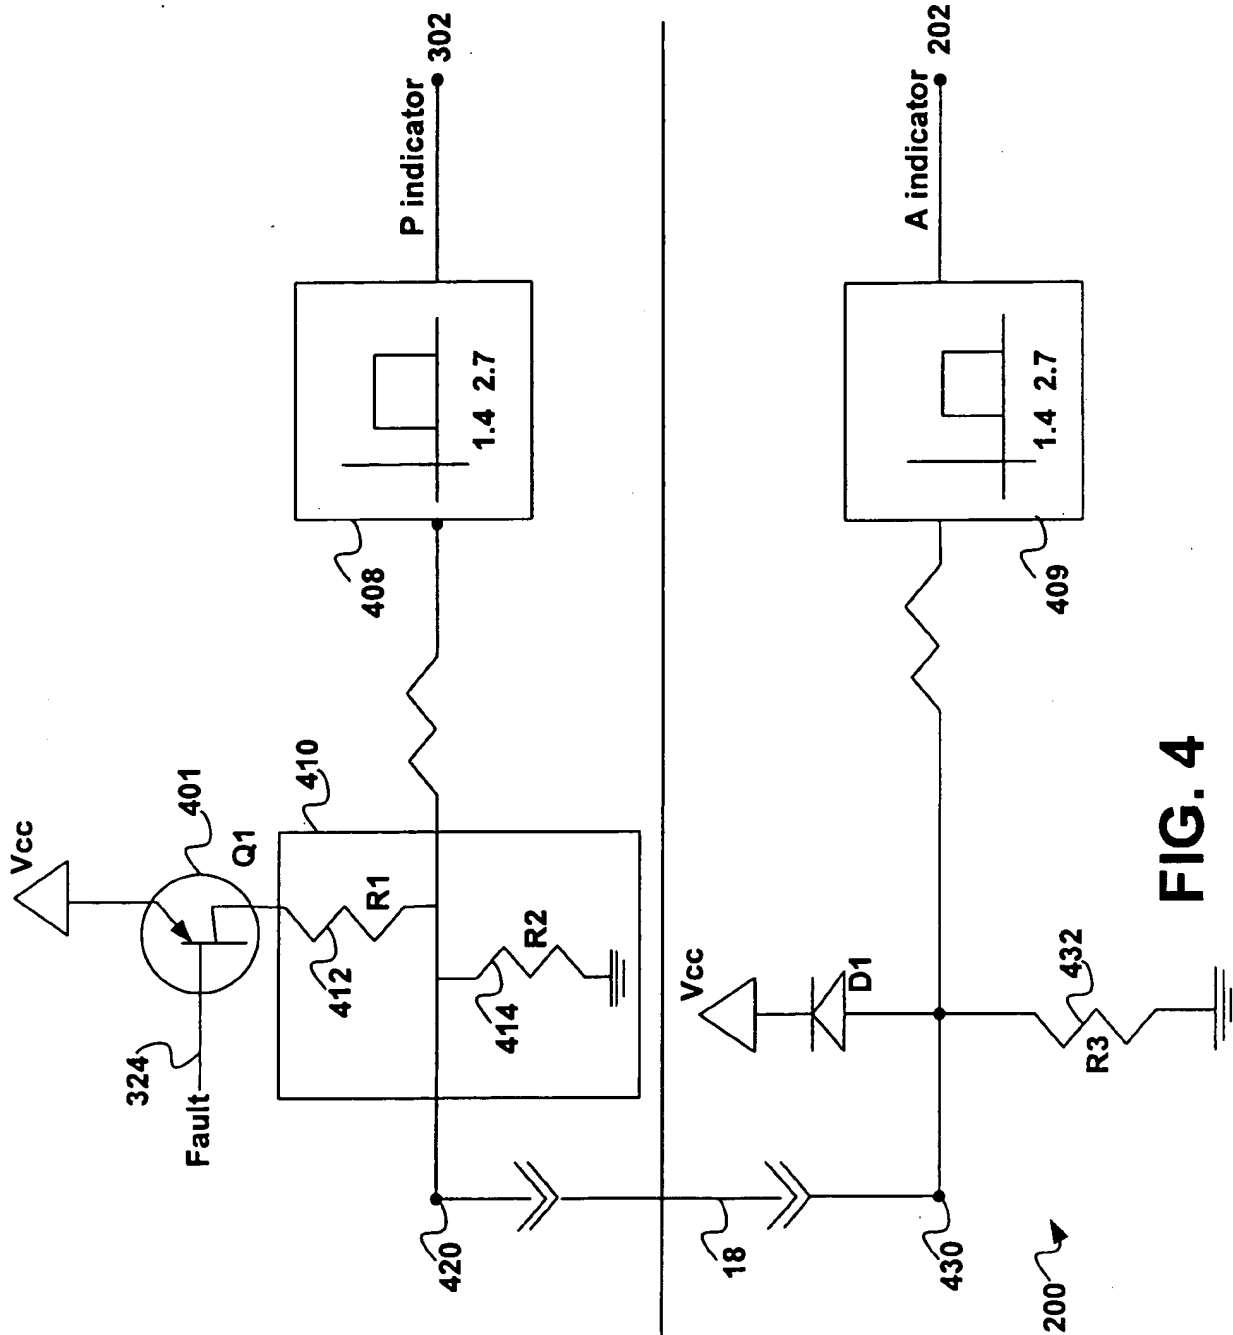 Vcc
401
Q1
410
324
Fault
412
R1
414
R2
408
1.4 2.7
P indicator
302
420
18
Vcc
D1
432
R3
430
409
1.4 2.7
A indicator
202
200
FIG. 4